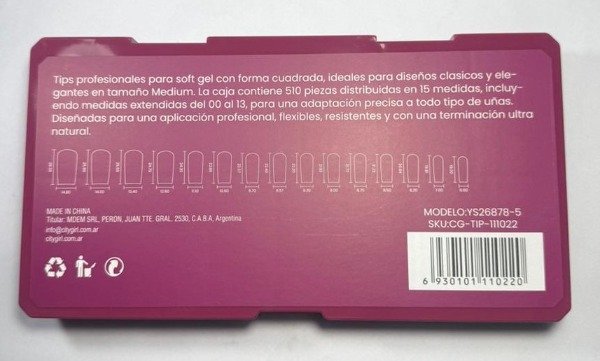 Tips profesionales para soft gel con forma cuadrada, ideales para diseños clasicos y ele-
gantes en tamaño Medium. La caja contiene 510 piezas distribuidas en 15 medidas, incluy-
endo medidas extendidas del 00 al 13, para una adaptación precisa a todo tipo de uñas.
Diseñadas para una aplicación profesional, flexibles, resistentes y con una terminación ultra
natural.
MADE IN CHINA
Titular: MDEM SRL, PERON, JUAN TTE. GRAL. 2530, C.A.B.A, Argentina
info@citygirl.com.ar
citygirl.com.ar
MODELO:YS26878-5
SKU:CG-TIP-111022
6 930101 110220